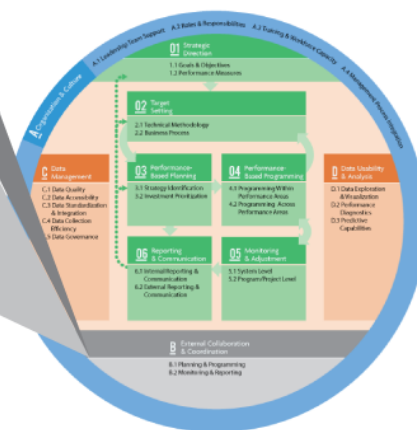 A Organization & Culture
A.1 Leadership Team Support
A.2 Roles & Responsibilities
A.3 Training & Workforce Capacity
A.4 Management Process Integration
01 Strategic
Direction
1.1 Goals & Objectives
1.2 Performance Measures
02 Target
Setting
2.1 Technical Methodology
2.2 Business Process
C Data
Management
C.1 Data Quality
C.2 Data Accessibility
C.3 Data Standardization
& Integration
C.4 Data Collection
Efficiency
C.5 Data Governance
03 Performance-
Based Planning
3.1 Strategy Identification
3.2 Investment Prioritization
04 Performance-
Based Programming
4.1 Programming Within
Performance Areas
4.2 Programming Across
Performance Areas
D Data Usability
& Analysis
D.1 Data Exploration
& Visualization
D.2 Performance
Diagnostics
D.3 Predictive
Capabilities
06 Reporting
& Communication
6.1 Internal Reporting &
Communication
6.2 External Reporting &
Communication
05 Monitoring
& Adjustment
5.1 System Level
5.2 Program/Project Level
B External Collaboration
& Coordination
B.1 Planning & Programming
B.2 Monitoring & Reporting